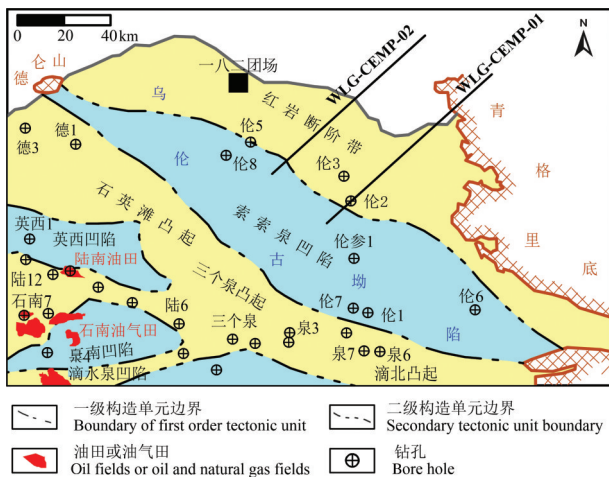 0 20 40 km
N
WLG-CEMP-02
WLG-CEMP-01
德仑山
一八二团场
乌伦古坳陷
红岩断阶带
青格里底
德3
德1
伦5
伦8
伦3
伦2
石英滩凸起
索索泉凹陷
伦参1
英西1
英西凹陷
陆南油田
陆12
石南7
石南油气田
三个泉凸起
陆6
三个泉
泉3
伦7
伦1
伦6
泉7
泉6
南凹陷
滴水泉凹陷
滴北凸起
一级构造单元边界
Boundary of first order tectonic unit
二级构造单元边界
Secondary tectonic unit boundary
油田或油气田
Oil fields or oil and natural gas fields
钻孔
Bore hole